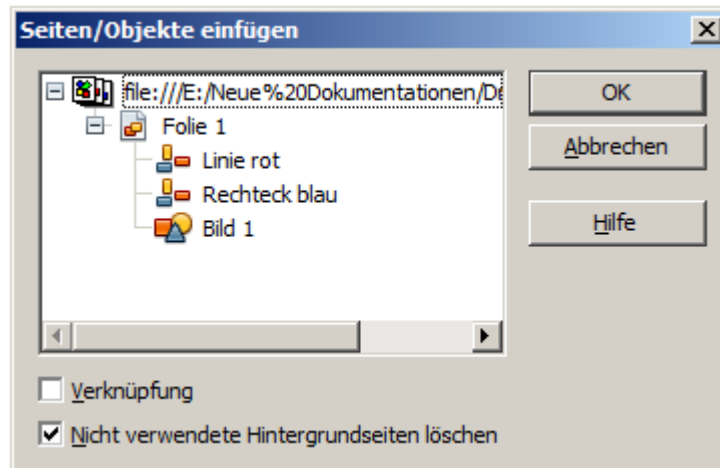 Seiten/Objekte einfügen
file:///E:/Neue%20Dokumentationen/
Folie 1
Linie rot
Rechteck blau
Bild 1
OK
Abbrechen
Hilfe
Verknüpfung
Nicht verwendete Hintergrundseiten löschen